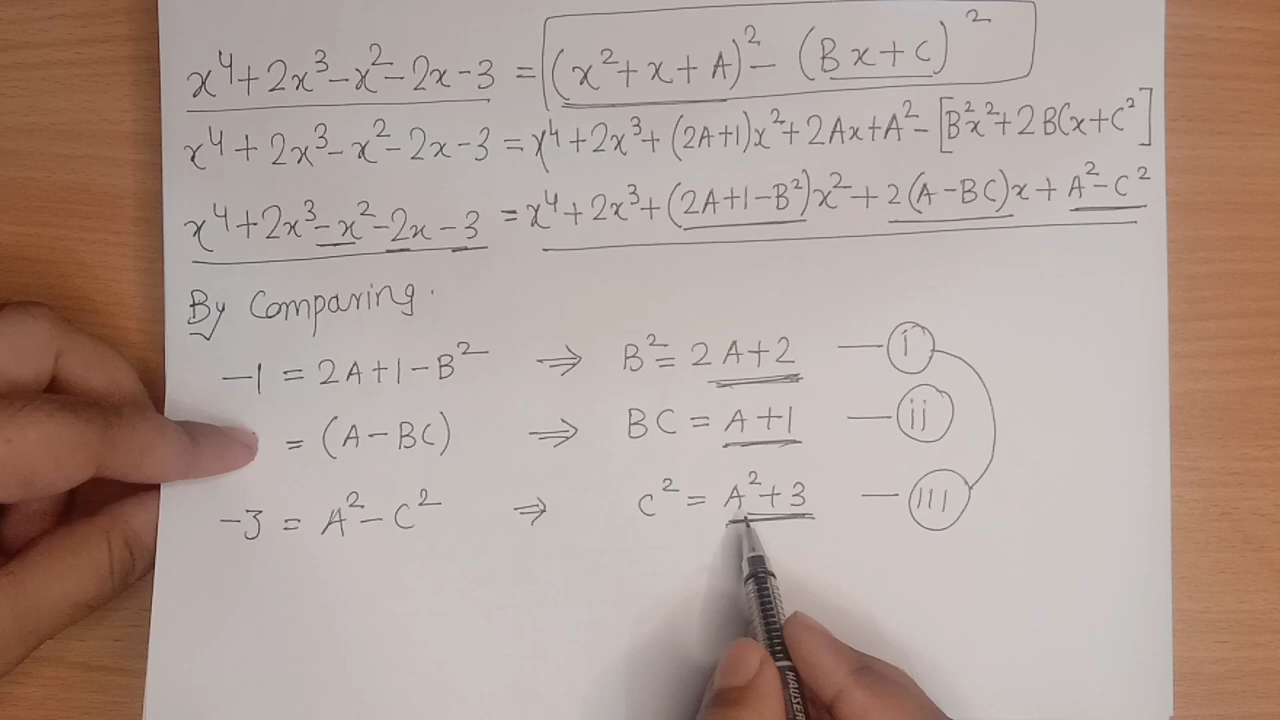 x⁴+2x³-x²-2x-3 = (x²+x+A)² - (Bx+C)²
x⁴+2x³-x²-2x-3 = x⁴+2x³+(2A+1)x²+2Ax+A²-[B²x²+2BCx+C²]
x⁴+2x³-x²-2x-3 = x⁴+2x³+(2A+1-B²)x²+2(A-BC)x+A²-C²
By Comparing.
-1 = 2A+1-B² ⇒ B²= 2A+2 — i
= (A-BC) ⇒ BC = A+1 — ii
-3 = A²-C² ⇒ C² = A²+3 — III
HAUSER